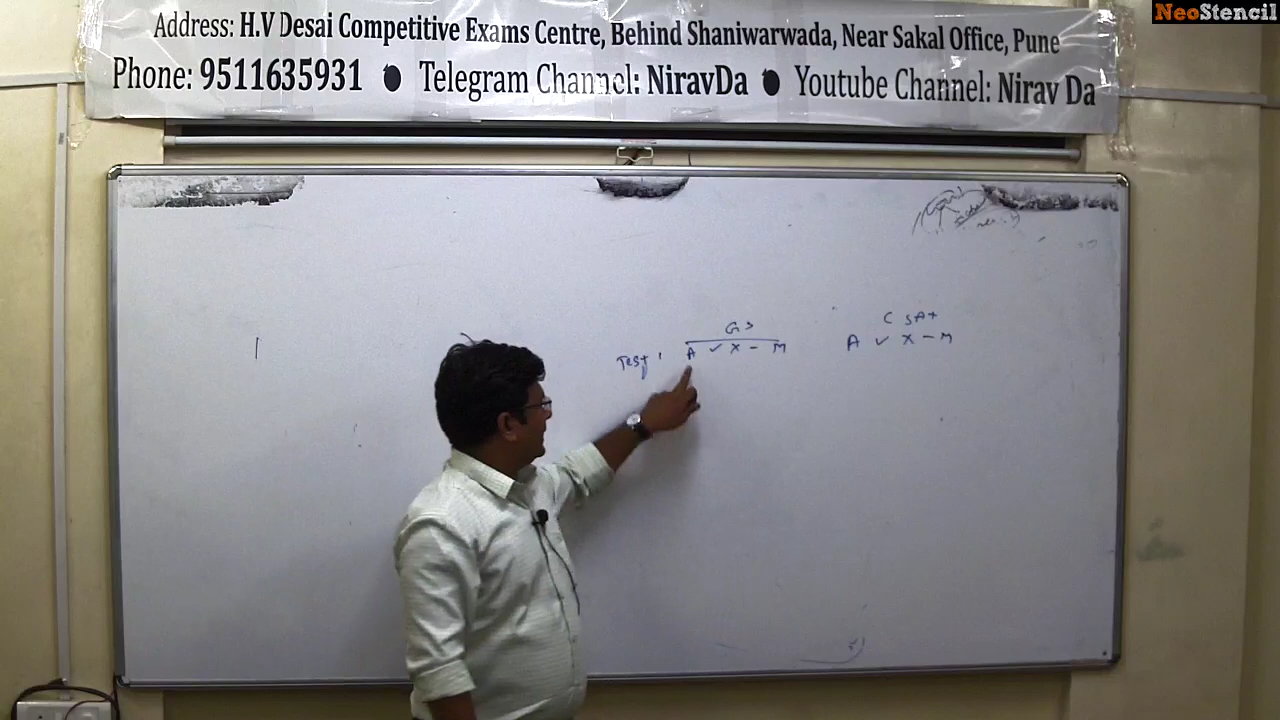 NeoStencil
Address: H.V Desai Competitive Exams Centre, Behind Shaniwarwada, Near Sakal Office, Pune
Phone: 9511635931 ● Telegram Channel: NiravDa ● Youtube Channel: Nirav Da
GS
CSAT
Test 1 A ✓ X – M
A ✓ X – M